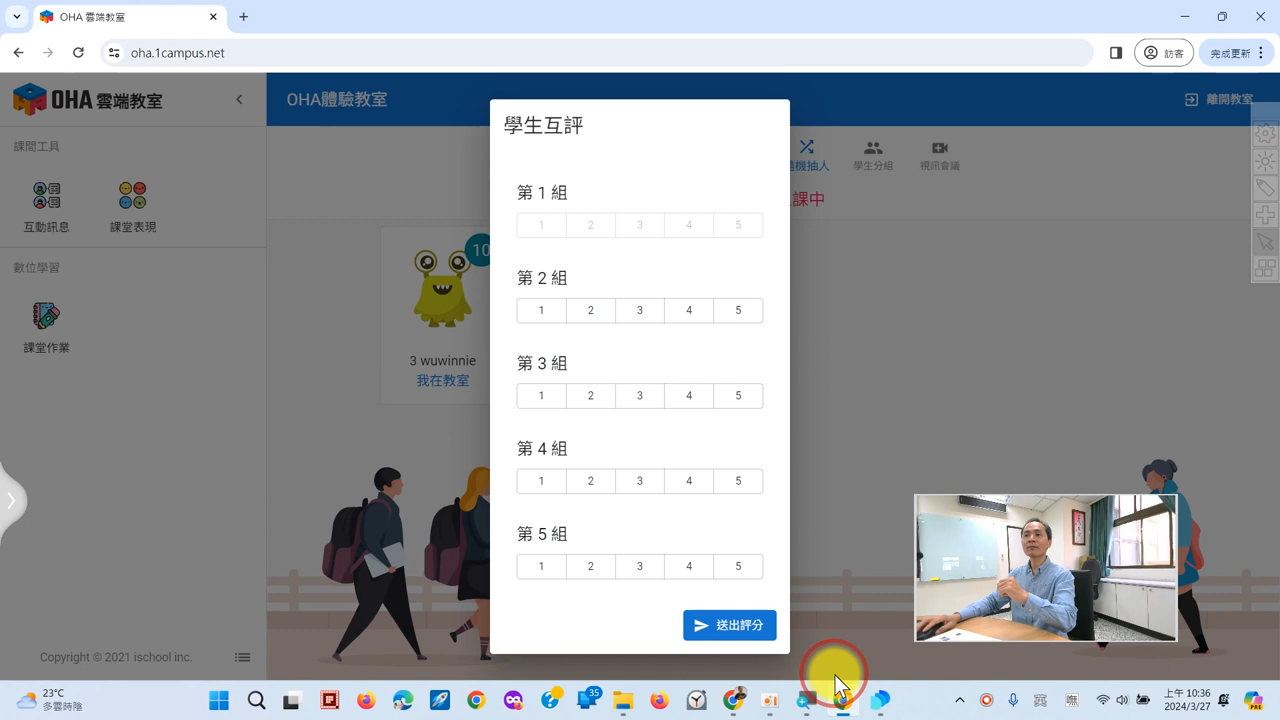 OHA 雲端教室
oha.1campus.net
訪客
完成更新
OHA 雲端教室
OHA體驗教室
離開教室
課間工具
互動訊息
課堂表現
數位學習
課堂作業
機抽人
學生分組
視訊會議
課中
10
3 wuwinnie
我在教室
學生互評
第 1 組
1 2 3 4 5
第 2 組
1 2 3 4 5
第 3 組
1 2 3 4 5
第 4 組
1 2 3 4 5
第 5 組
1 2 3 4 5
送出評分
Copyright © 2021 ischool inc.
23°C
多雲時陰
35
英
上午 10:36
2024/3/27
PRE